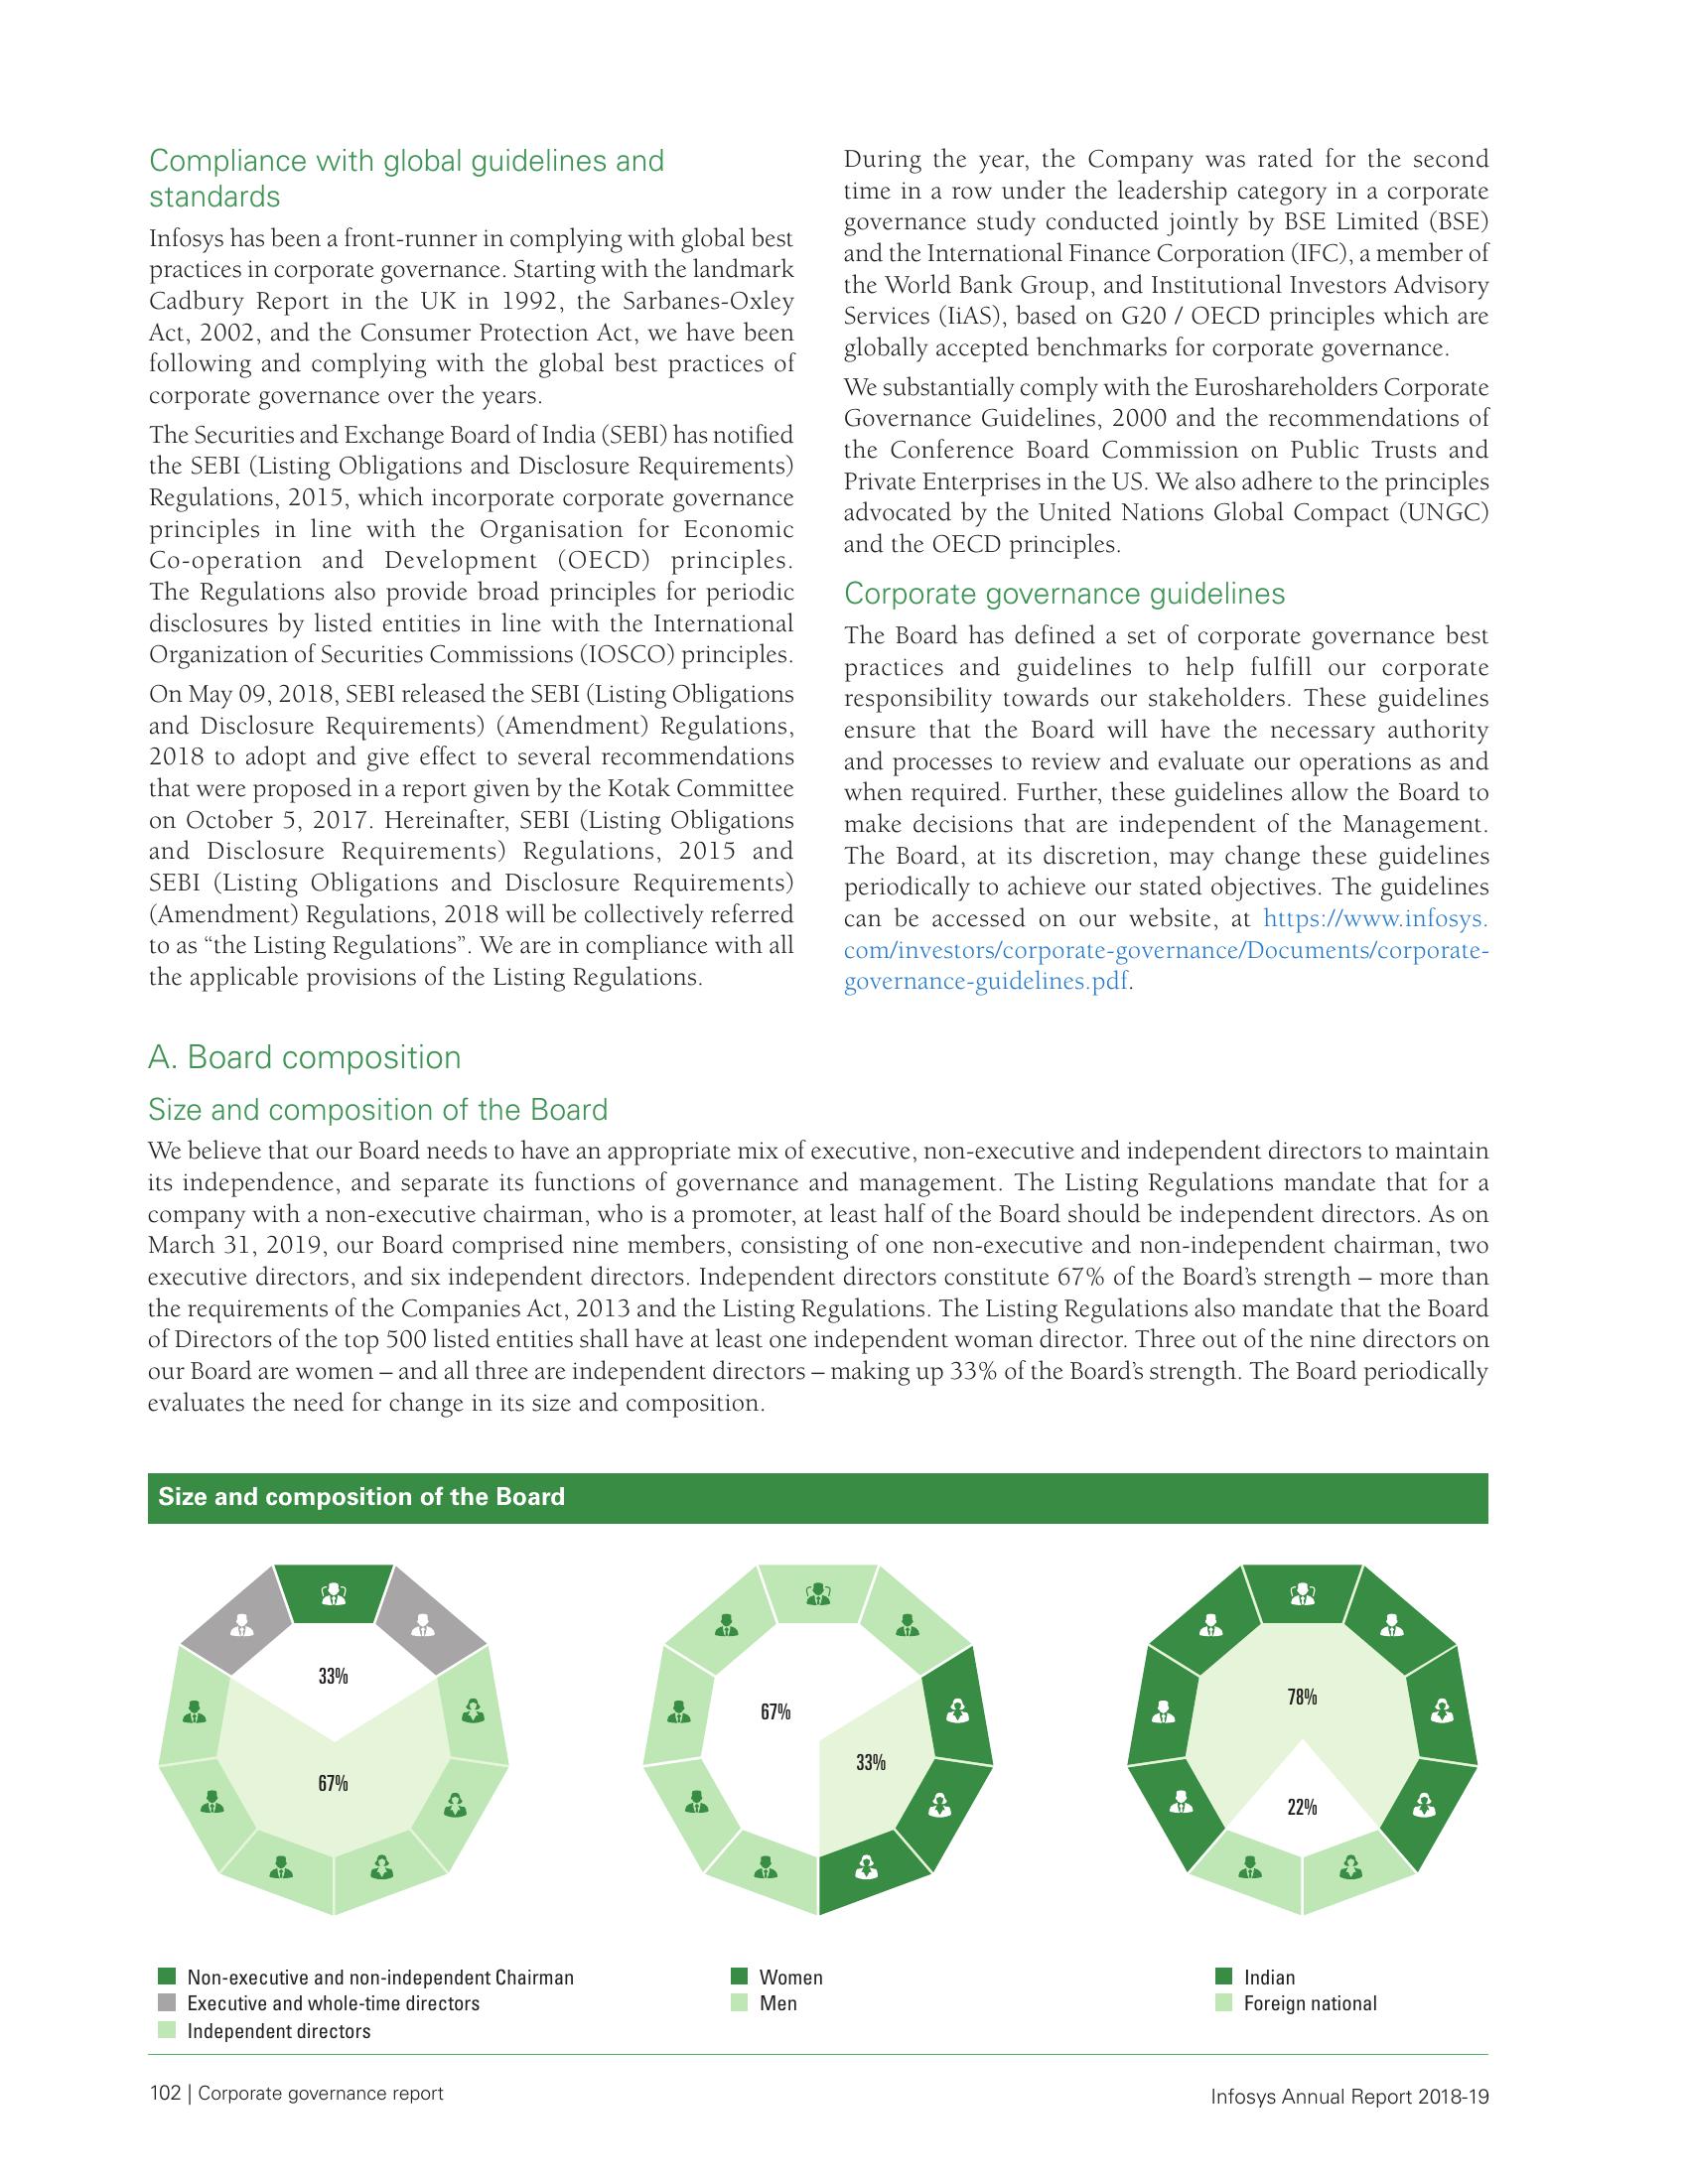 Compliance with global guidelines and
standards
Infosys has been a front-runner in complying with global best
practices in corporate governance. Starting with the landmark
Cadbury Report in the UK in 1992, the Sarbanes-Oxley
Act, 2002, and the Consumer Protection Act, we have been
following and complying with the global best practices of
corporate governance over the years.
The Securities and Exchange Board of India (SEBI) has notified
the SEBI (Listing Obligations and Disclosure Requirements)
Regulations, 2015, which incorporate corporate governance
principles in line with the Organisation for Economic
Co-operation and Development (OECD) principles.
The Regulations also provide broad principles for periodic
disclosures by listed entities in line with the International
Organization of Securities Commissions (IOSCO) principles.
On May 09, 2018, SEBI released the SEBI (Listing Obligations
and Disclosure Requirements) (Amendment) Regulations,
2018 to adopt and give effect to several recommendations
that were proposed in a report given by the Kotak Committee
on October 5, 2017. Hereinafter, SEBI (Listing Obligations
and Disclosure Requirements) Regulations, 2015 and
SEBI (Listing Obligations and Disclosure Requirements)
(Amendment) Regulations, 2018 will be collectively referred
to as “the Listing Regulations”. We are in compliance with all
the applicable provisions of the Listing Regulations.
During the year, the Company was rated for the second
time in a row under the leadership category in a corporate
governance study conducted jointly by BSE Limited (BSE)
and the International Finance Corporation (IFC), a member of
the World Bank Group, and Institutional Investors Advisory
Services (IiAS), based on G20 / OECD principles which are
globally accepted benchmarks for corporate governance.
We substantially comply with the Euroshareholders Corporate
Governance Guidelines, 2000 and the recommendations of
the Conference Board Commission on Public Trusts and
Private Enterprises in the US. We also adhere to the principles
advocated by the United Nations Global Compact (UNGC)
and the OECD principles.
Corporate governance guidelines
The Board has defined a set of corporate governance best
practices and guidelines to help fulfill our corporate
responsibility towards our stakeholders. These guidelines
ensure that the Board will have the necessary authority
and processes to review and evaluate our operations as and
when required. Further, these guidelines allow the Board to
make decisions that are independent of the Management.
The Board, at its discretion, may change these guidelines
periodically to achieve our stated objectives. The guidelines
can be accessed on our website, at https://www.infosys.
com/investors/corporate-governance/Documents/corporate-
governance-guidelines.pdf.
A. Board composition
Size and composition of the Board
We believe that our Board needs to have an appropriate mix of executive, non-executive and independent directors to maintain
its independence, and separate its functions of governance and management. The Listing Regulations mandate that for a
company with a non-executive chairman, who is a promoter, at least half of the Board should be independent directors. As on
March 31, 2019, our Board comprised nine members, consisting of one non-executive and non-independent chairman, two
executive directors, and six independent directors. Independent directors constitute 67% of the Board’s strength – more than
the requirements of the Companies Act, 2013 and the Listing Regulations. The Listing Regulations also mandate that the Board
of Directors of the top 500 listed entities shall have at least one independent woman director. Three out of the nine directors on
our Board are women – and all three are independent directors – making up 33% of the Board’s strength. The Board periodically
evaluates the need for change in its size and composition.
Size and composition of the Board
33%
67%
67%
33%
78%
22%
Non-executive and non-independent Chairman
Executive and whole-time directors
Independent directors
Women
Men
Indian
Foreign national
102 | Corporate governance report
Infosys Annual Report 2018-19